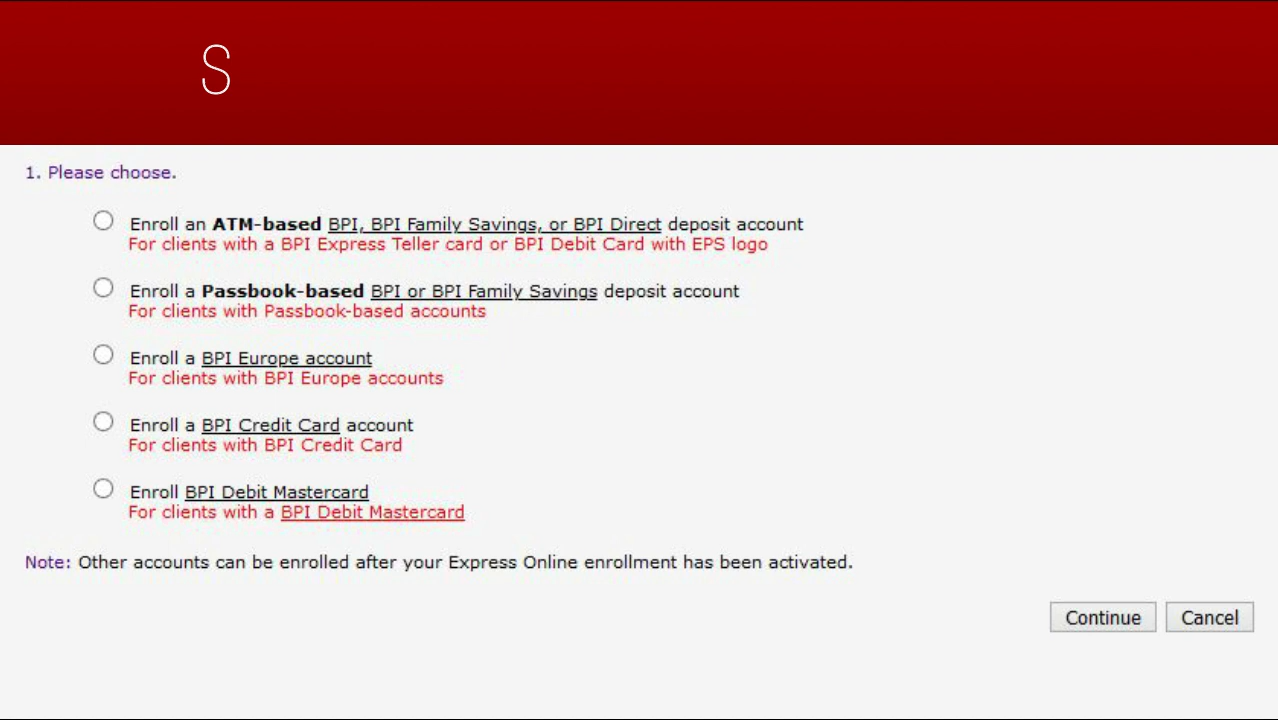 S
1. Please choose.
Enroll an ATM-based BPI, BPI Family Savings, or BPI Direct deposit account
For clients with a BPI Express Teller card or BPI Debit Card with EPS logo
Enroll a Passbook-based BPI or BPI Family Savings deposit account
For clients with Passbook-based accounts
Enroll a BPI Europe account
For clients with BPI Europe accounts
Enroll a BPI Credit Card account
For clients with BPI Credit Card
Enroll BPI Debit Mastercard
For clients with a BPI Debit Mastercard
Note: Other accounts can be enrolled after your Express Online enrollment has been activated.
Continue Cancel